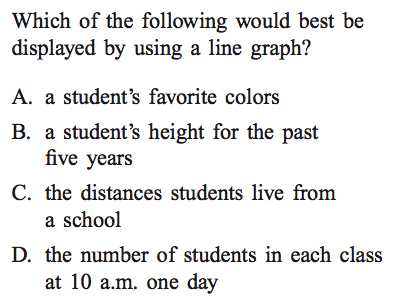 Which of the following would best be
displayed by using a line graph?
A. a student’s favorite colors
B. a student’s height for the past
five years
C. the distances students live from
a school
D. the number of students in each class
at 10 a.m. one day